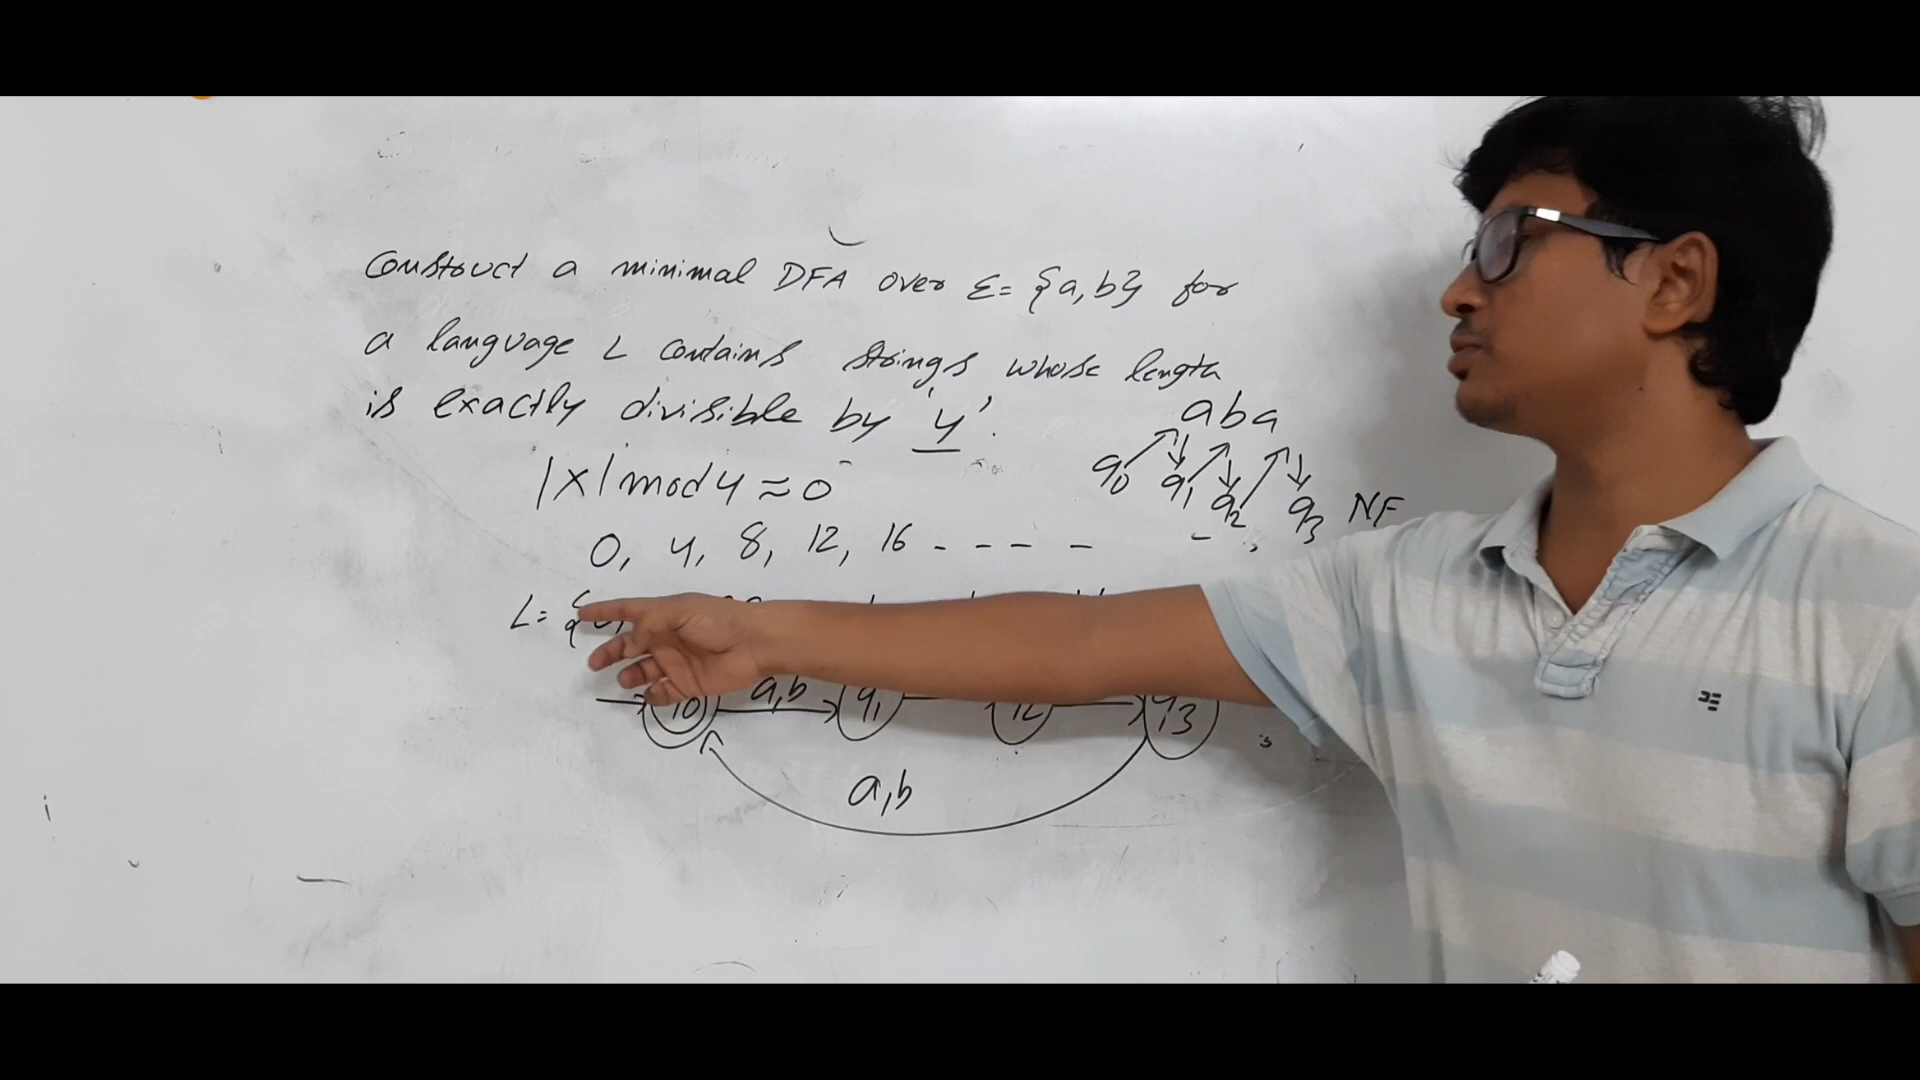 Construct a minimal DFA over Σ= {a,b} for
a language L contains strings whose length
is exactly divisible by '4'.
aba
q0 q1 q2 q3 NF
|x| mod 4 ≈ 0
0, 4, 8, 12, 16 - - - -
L= {
q0 a,b q1 q2 q3
a,b